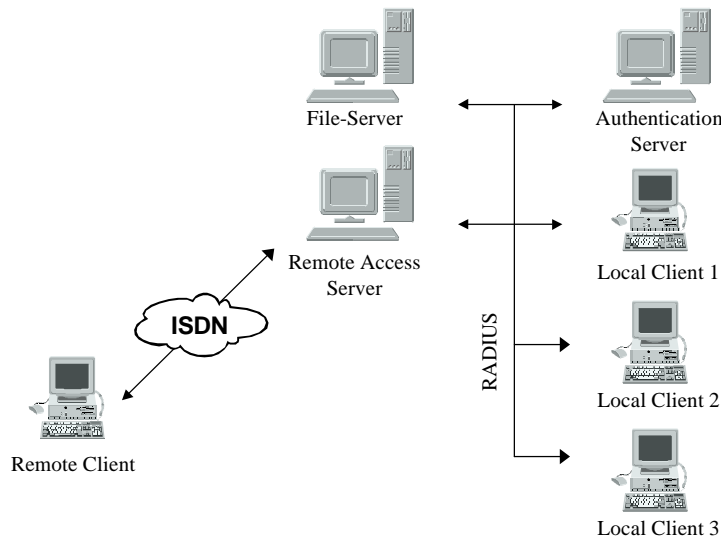 File-Server
Authentication
Server
Remote Access
Server
Local Client 1
ISDN
RADIUS
Local Client 2
Remote Client
Local Client 3